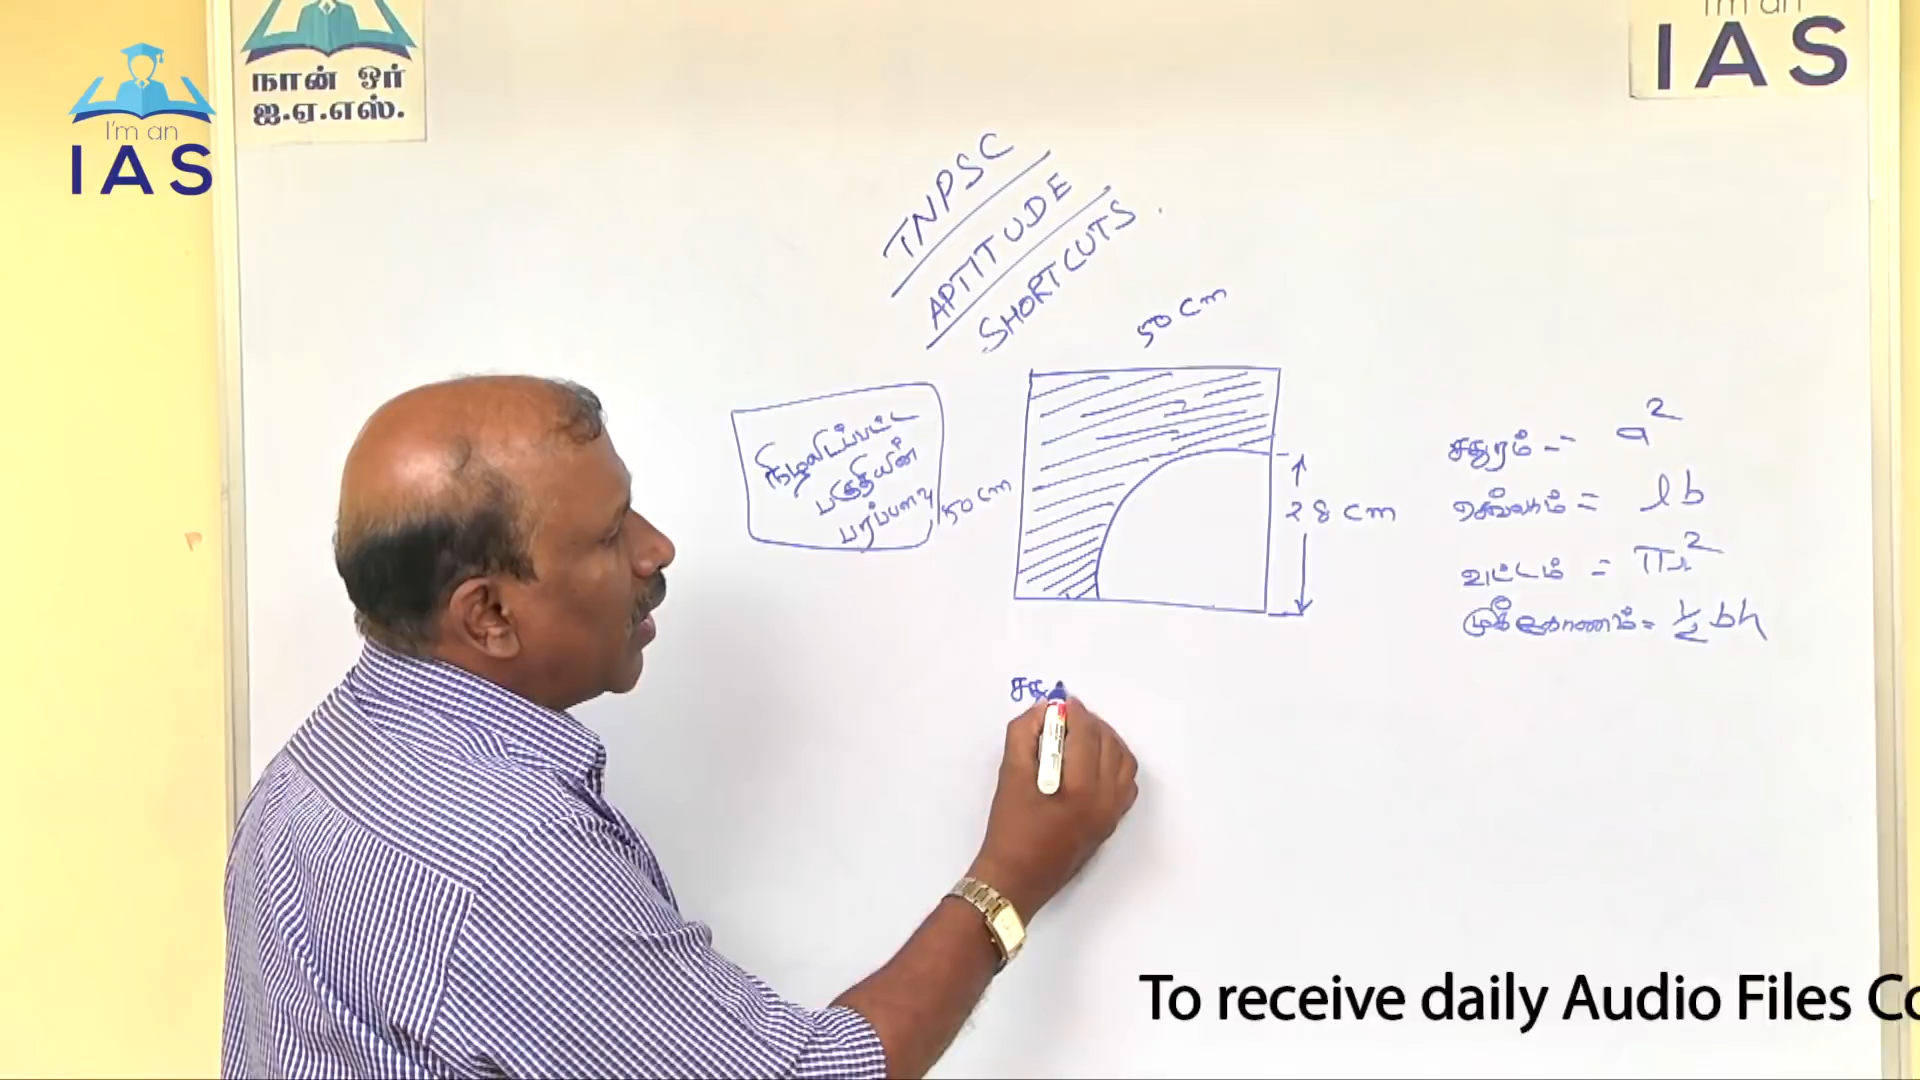 I'm an
IAS
நான் ஓர்
ஐ.ஏ.எஸ்.
I'm an
IAS
TNPSC
APTITUDE
SHORTCUTS
50 cm
நிழலிடப்பட்ட
பகுதியின்
பரப்பளவு
50 cm
28 cm
சதுரம் = a²
செவ்வகம் = lb
வட்டம் = πr²
முக்கோணம் = ½ bh
சது
To receive daily Audio Files Co